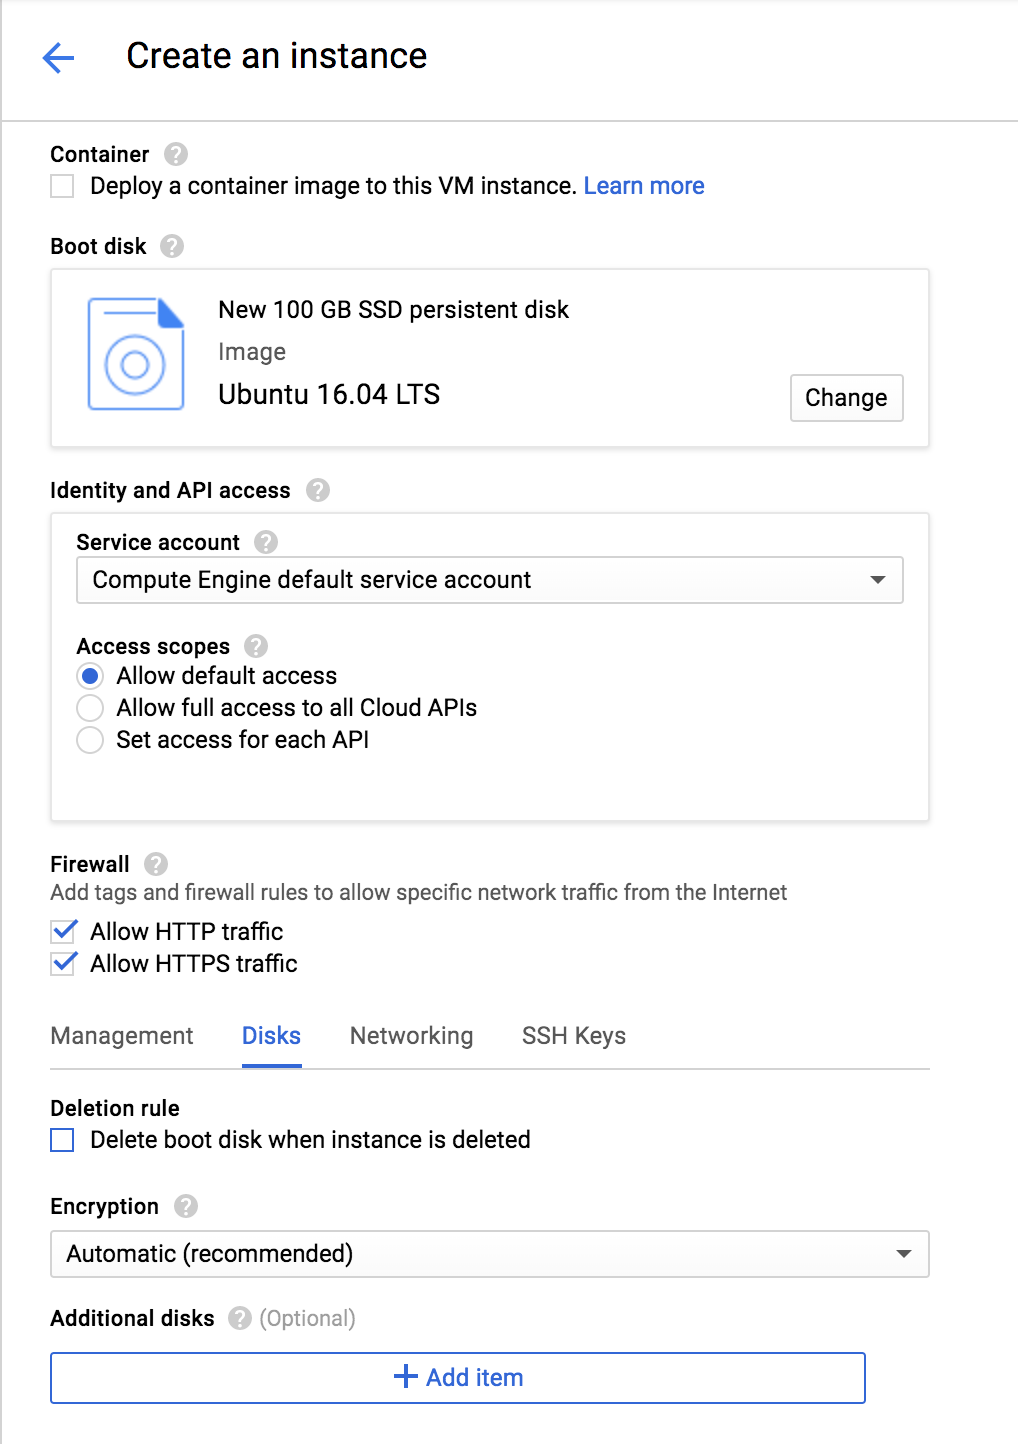 Create an instance
Container ?
Deploy a container image to this VM instance. Learn more
Boot disk ?
New 100 GB SSD persistent disk
Image
Ubuntu 16.04 LTS
Change
Identity and API access ?
Service account ?
Compute Engine default service account
Access scopes ?
Allow default access
Allow full access to all Cloud APIs
Set access for each API
Firewall ?
Add tags and firewall rules to allow specific network traffic from the Internet
Allow HTTP traffic
Allow HTTPS traffic
Management Disks Networking SSH Keys
Deletion rule
Delete boot disk when instance is deleted
Encryption ?
Automatic (recommended)
Additional disks ? (Optional)
+ Add item